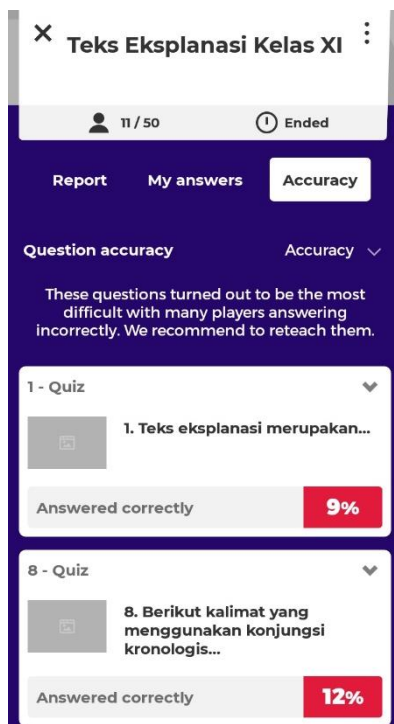 Teks Eksplanasi Kelas XI
11 / 50
Ended
Report
My answers
Accuracy
Question accuracy
Accuracy
These questions turned out to be the most
difficult with many players answering
incorrectly. We recommend to reteach them.
1 - Quiz
1. Teks eksplanasi merupakan...
Answered correctly
9%
8 - Quiz
8. Berikut kalimat yang
menggunakan konjungsi
kronologis...
Answered correctly
12%